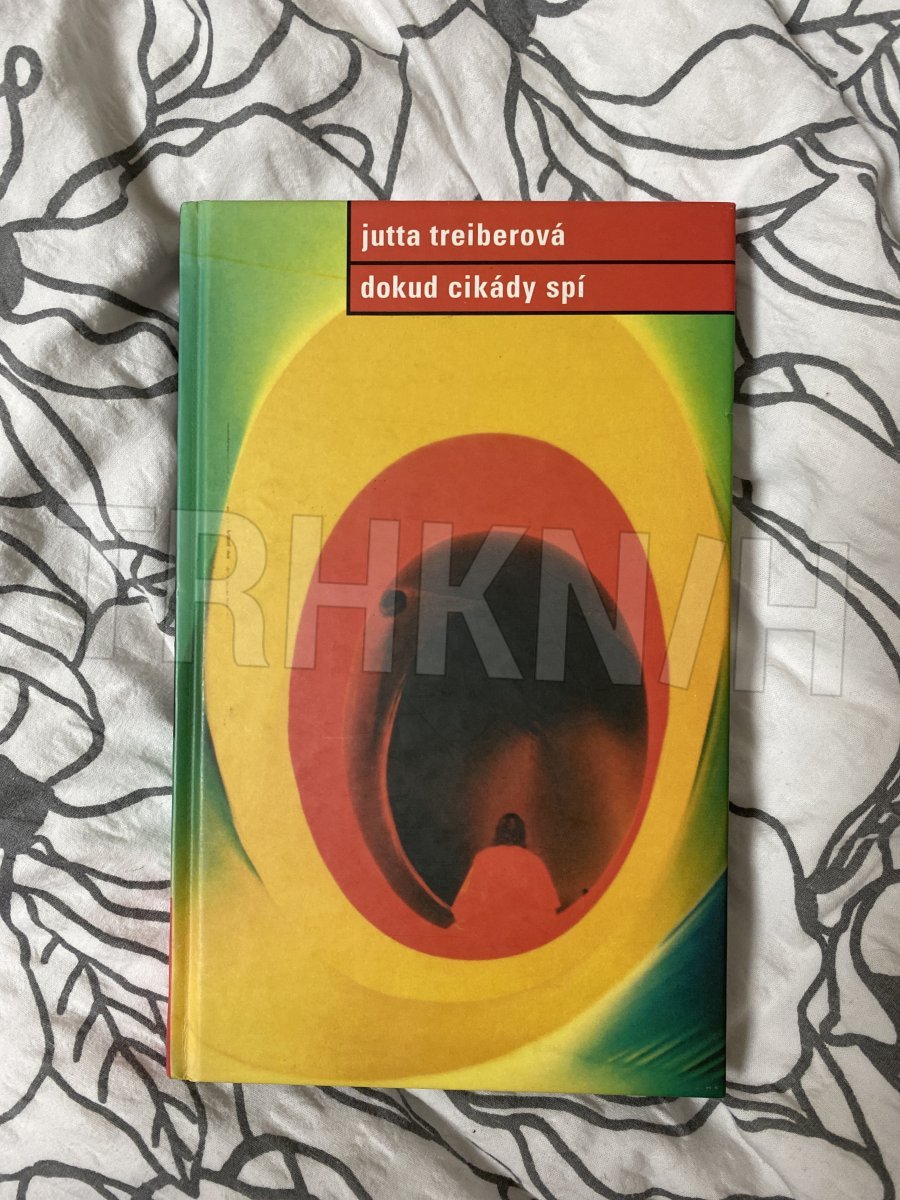 jutta treiberová
dokud cikády spí
TRHKNIH